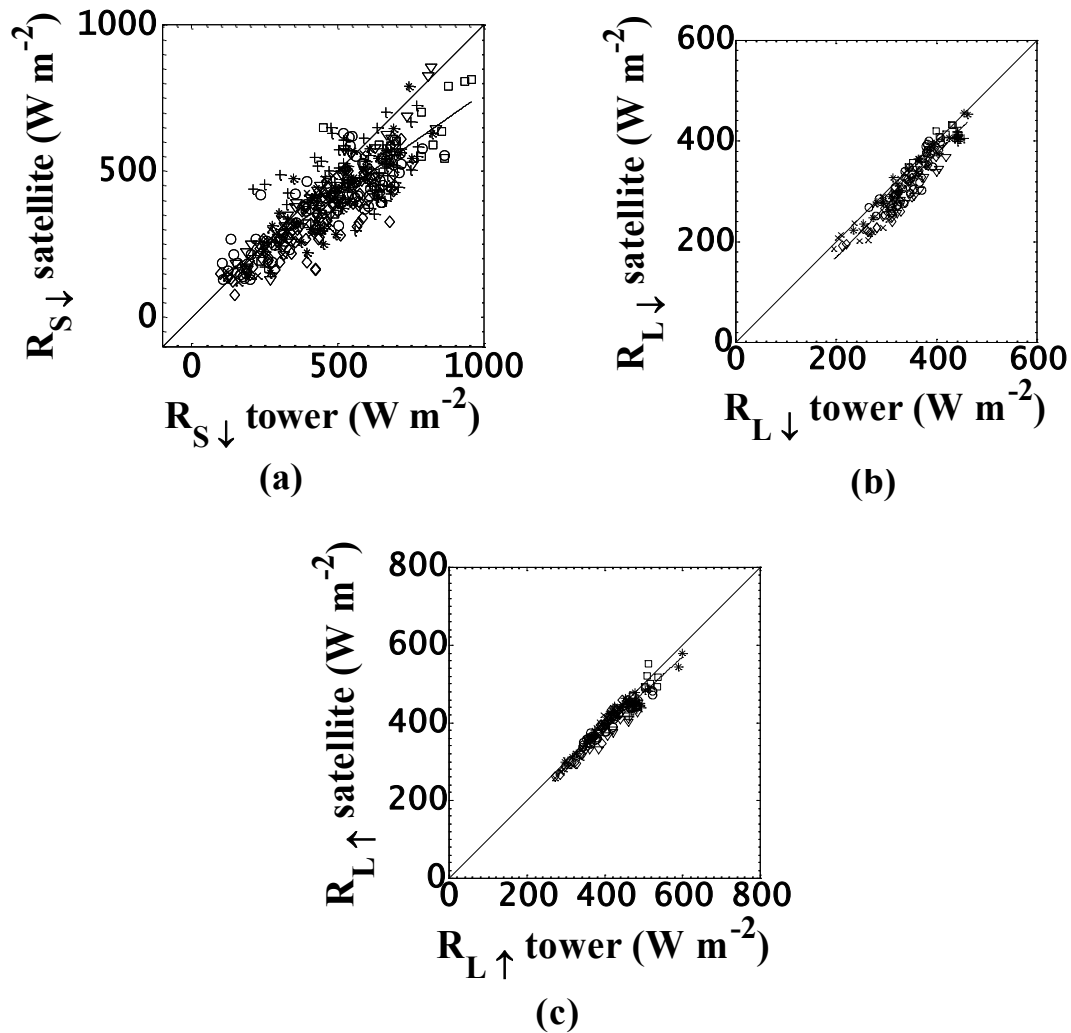 1000
500
0
0 500 1000
R_S↓ satellite (W m^-2)
R_S↓ tower (W m^-2)
(a)
600
400
200
0
0 200 400 600
R_L↓ satellite (W m^-2)
R_L↓ tower (W m^-2)
(b)
800
600
400
200
0
0 200 400 600 800
R_L↑ satellite (W m^-2)
R_L↑ tower (W m^-2)
(c)